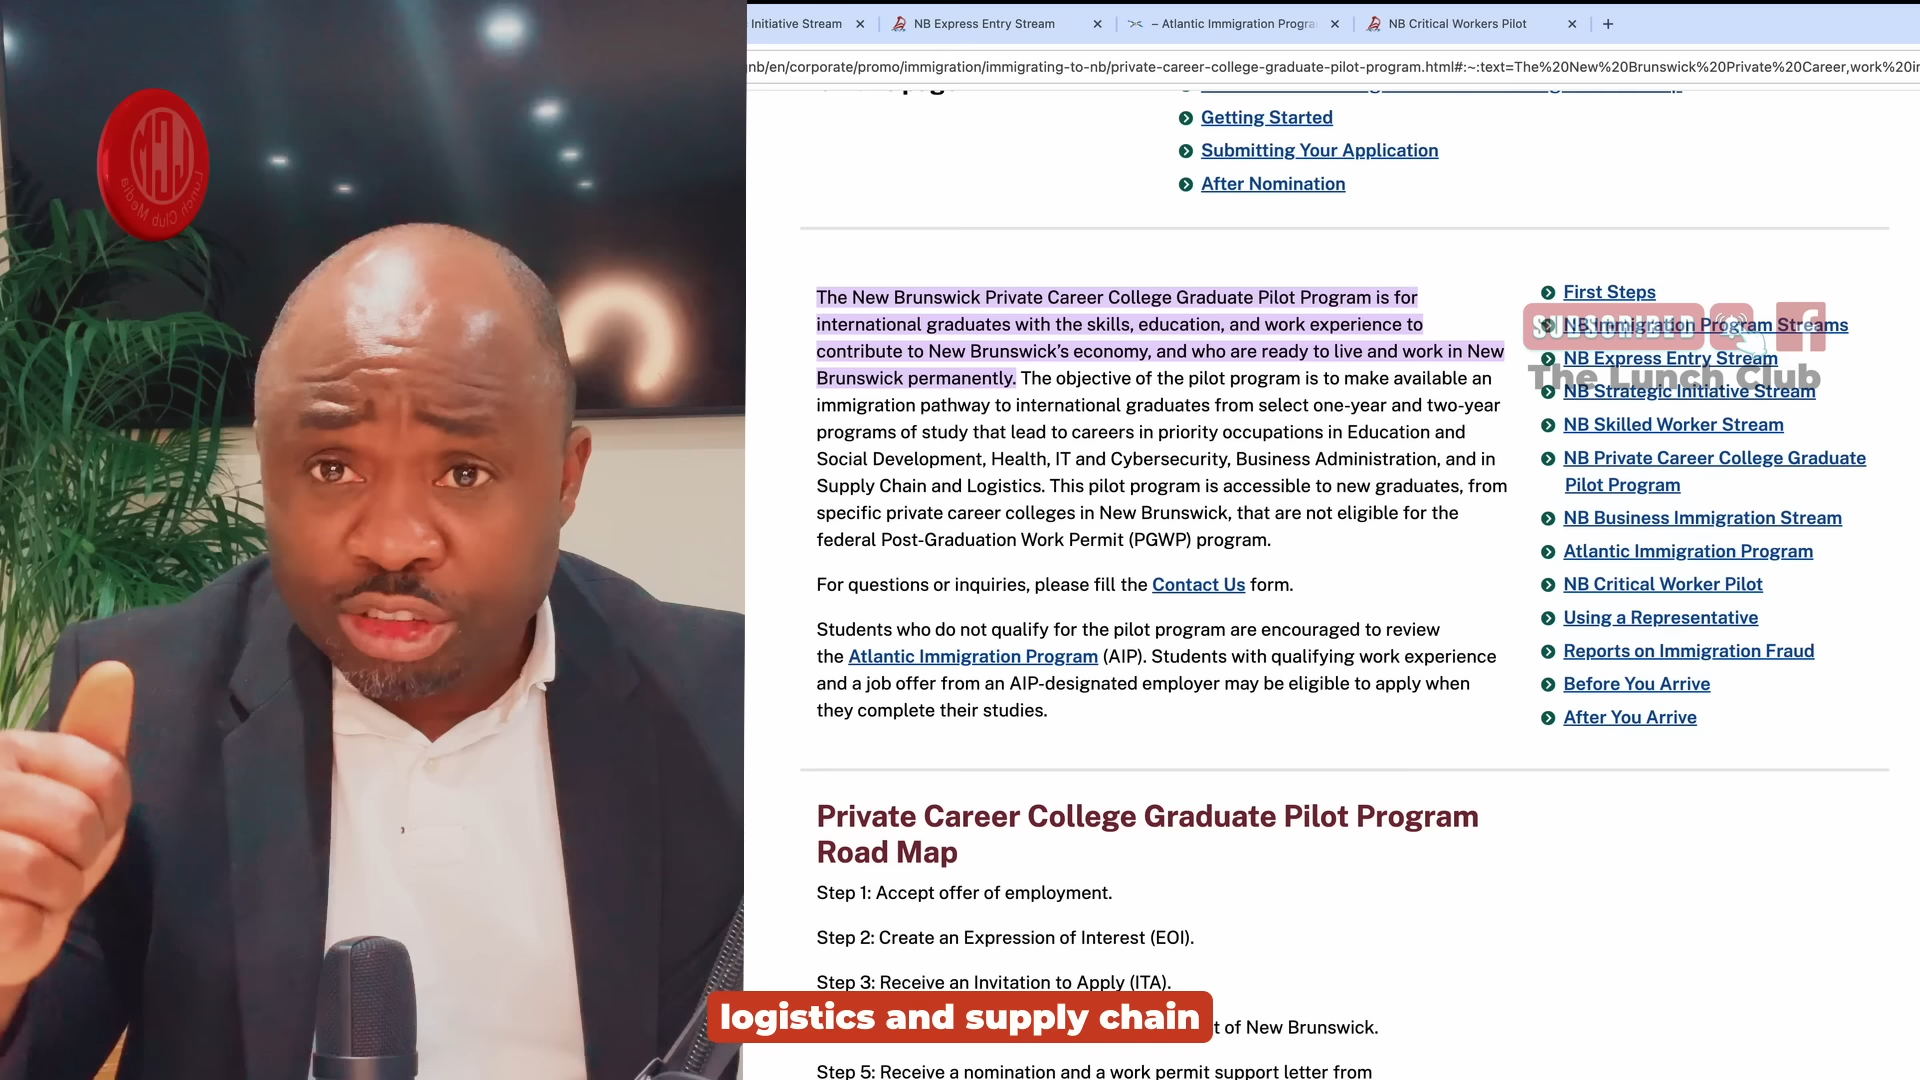 Initiative Stream
NB Express Entry Stream
– Atlantic Immigration Progra
NB Critical Workers Pilot
nb/en/corporate/promo/immigration/immigrating-to-nb/private-career-college-graduate-pilot-program.html#:~:text=The%20New%20Brunswick%20Private%20Career,work%20in
Getting Started
Submitting Your Application
After Nomination
The New Brunswick Private Career College Graduate Pilot Program is for
international graduates with the skills, education, and work experience to
contribute to New Brunswick’s economy, and who are ready to live and work in New
Brunswick permanently. The objective of the pilot program is to make available an
immigration pathway to international graduates from select one-year and two-year
programs of study that lead to careers in priority occupations in Education and
Social Development, Health, IT and Cybersecurity, Business Administration, and in
Supply Chain and Logistics. This pilot program is accessible to new graduates, from
specific private career colleges in New Brunswick, that are not eligible for the
federal Post-Graduation Work Permit (PGWP) program.
For questions or inquiries, please fill the Contact Us form.
Students who do not qualify for the pilot program are encouraged to review
the Atlantic Immigration Program (AIP). Students with qualifying work experience
and a job offer from an AIP-designated employer may be eligible to apply when
they complete their studies.
First Steps
NB Immigration Program Streams
SUBSCRIBED
NB Express Entry Stream
The Lunch Club
NB Strategic Initiative Stream
NB Skilled Worker Stream
NB Private Career College Graduate
Pilot Program
NB Business Immigration Stream
Atlantic Immigration Program
NB Critical Worker Pilot
Using a Representative
Reports on Immigration Fraud
Before You Arrive
After You Arrive
Private Career College Graduate Pilot Program
Road Map
Step 1: Accept offer of employment.
Step 2: Create an Expression of Interest (EOI).
Step 3: Receive an Invitation to Apply (ITA).
logistics and supply chain
t of New Brunswick.
Step 5: Receive a nomination and a work permit support letter from
LCM
Lunch Club Media